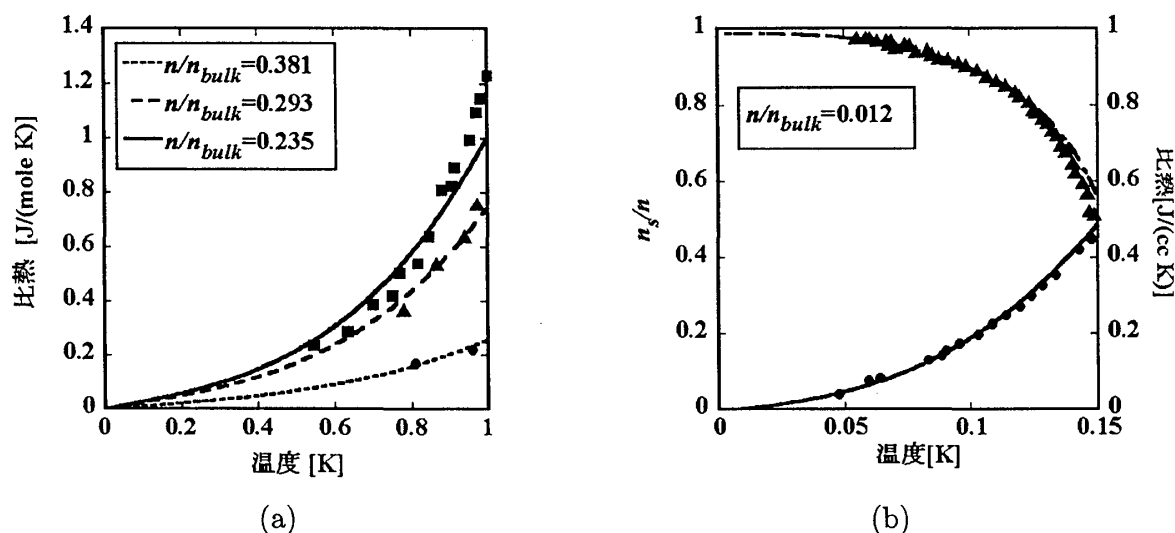 1.4
1.2
1
0.8
0.6
0.4
0.2
0
比熱 [J/(mole K)]
n/n_bulk=0.381
n/n_bulk=0.293
n/n_bulk=0.235
0 0.2 0.4 0.6 0.8 1
温度 [K]
(a)
1
0.8
0.6
0.4
0.2
0
n_s/n
n/n_bulk=0.012
1
0.8
0.6
0.4
0.2
0
比熱[J/(cc K)]
0 0.05 0.1 0.15
温度[K]
(b)